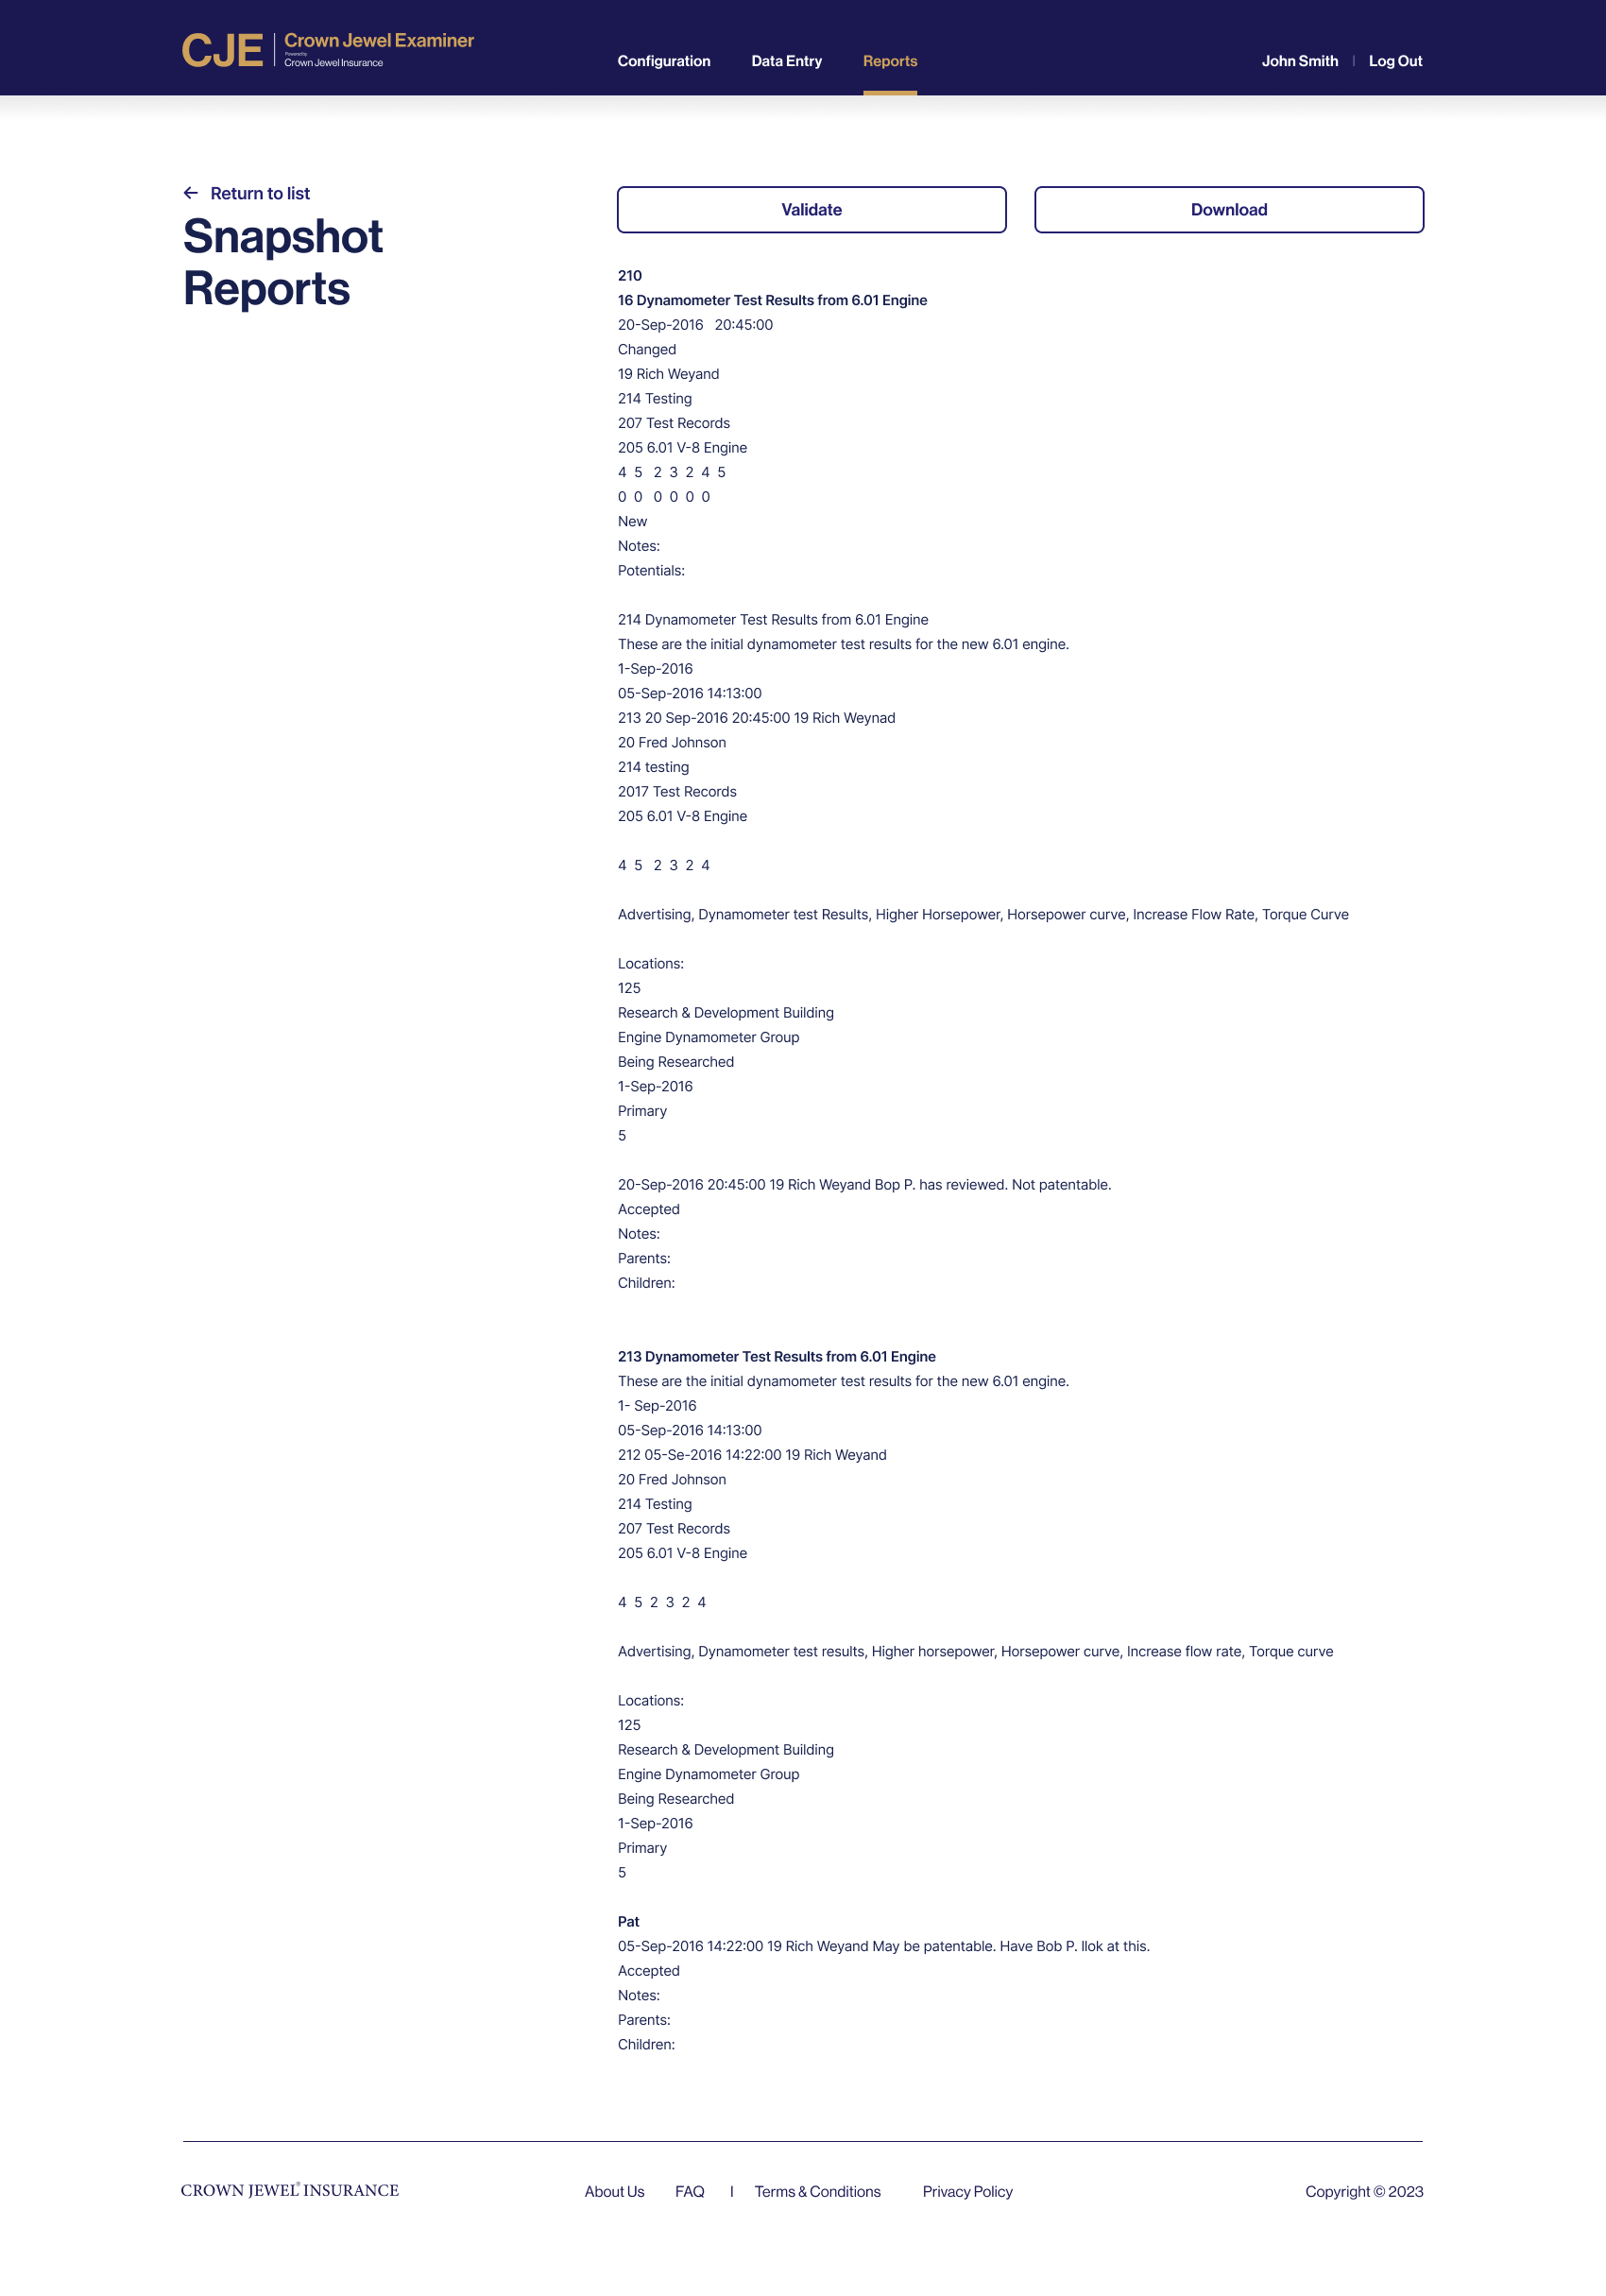 CJE
Crown Jewel Examiner
Powered by
Crown Jewel Insurance
Configuration
Data Entry
Reports
John Smith | Log Out
← Return to list
Snapshot
Reports
Validate
Download
210
16 Dynamometer Test Results from 6.01 Engine
20-Sep-2016 20:45:00
Changed
19 Rich Weyand
214 Testing
207 Test Records
205 6.01 V-8 Engine
4 5 2 3 2 4 5
0 0 0 0 0 0
New
Notes:
Potentials:
214 Dynamometer Test Results from 6.01 Engine
These are the initial dynamometer test results for the new 6.01 engine.
1-Sep-2016
05-Sep-2016 14:13:00
213 20 Sep-2016 20:45:00 19 Rich Weynad
20 Fred Johnson
214 testing
2017 Test Records
205 6.01 V-8 Engine
4 5 2 3 2 4
Advertising, Dynamometer test Results, Higher Horsepower, Horsepower curve, Increase Flow Rate, Torque Curve
Locations:
125
Research & Development Building
Engine Dynamometer Group
Being Researched
1-Sep-2016
Primary
5
20-Sep-2016 20:45:00 19 Rich Weyand Bop P. has reviewed. Not patentable.
Accepted
Notes:
Parents:
Children:
213 Dynamometer Test Results from 6.01 Engine
These are the initial dynamometer test results for the new 6.01 engine.
1- Sep-2016
05-Sep-2016 14:13:00
212 05-Se-2016 14:22:00 19 Rich Weyand
20 Fred Johnson
214 Testing
207 Test Records
205 6.01 V-8 Engine
4 5 2 3 2 4
Advertising, Dynamometer test results, Higher horsepower, Horsepower curve, Increase flow rate, Torque curve
Locations:
125
Research & Development Building
Engine Dynamometer Group
Being Researched
1-Sep-2016
Primary
5
Pat
05-Sep-2016 14:22:00 19 Rich Weyand May be patentable. Have Bob P. llok at this.
Accepted
Notes:
Parents:
Children:
CROWN JEWEL® INSURANCE
About Us
FAQ | Terms & Conditions
Privacy Policy
Copyright © 2023